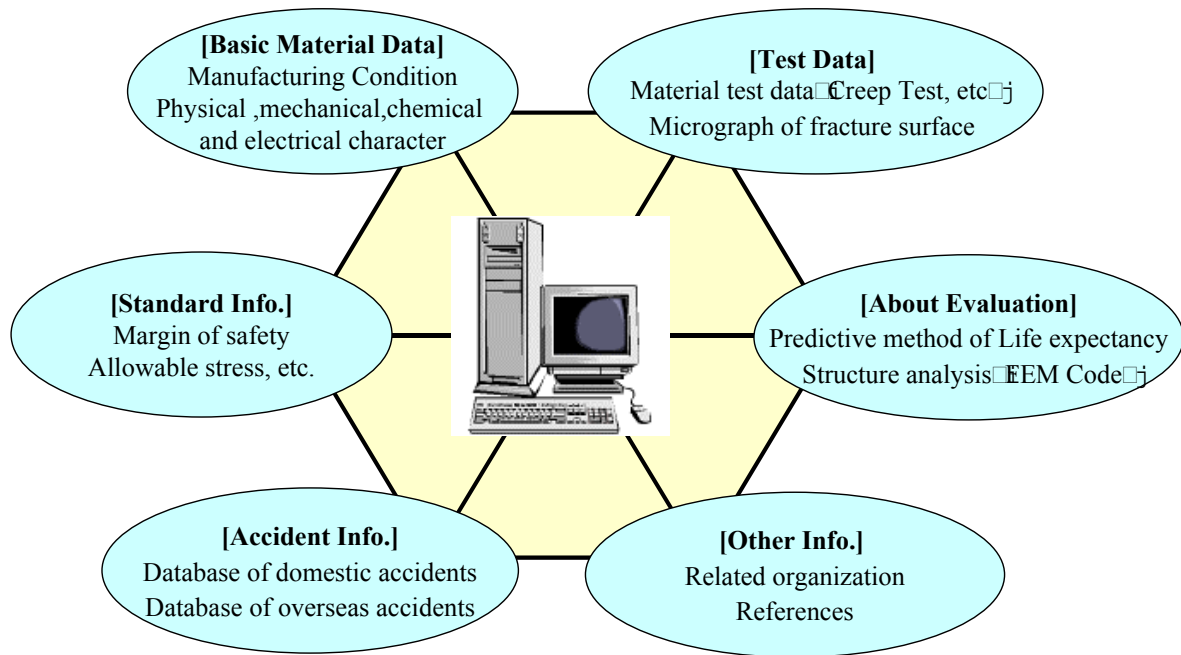 [Basic Material Data]
Manufacturing Condition
Physical ,mechanical,chemical
and electrical character
[Test Data]
Material test data Creep Test, etc
Micrograph of fracture surface
[Standard Info.]
Margin of safety
Allowable stress, etc.
[About Evaluation]
Predictive method of Life expectancy
Structure analysis Code
[Accident Info.]
Database of domestic accidents
Database of overseas accidents
[Other Info.]
Related organization
References